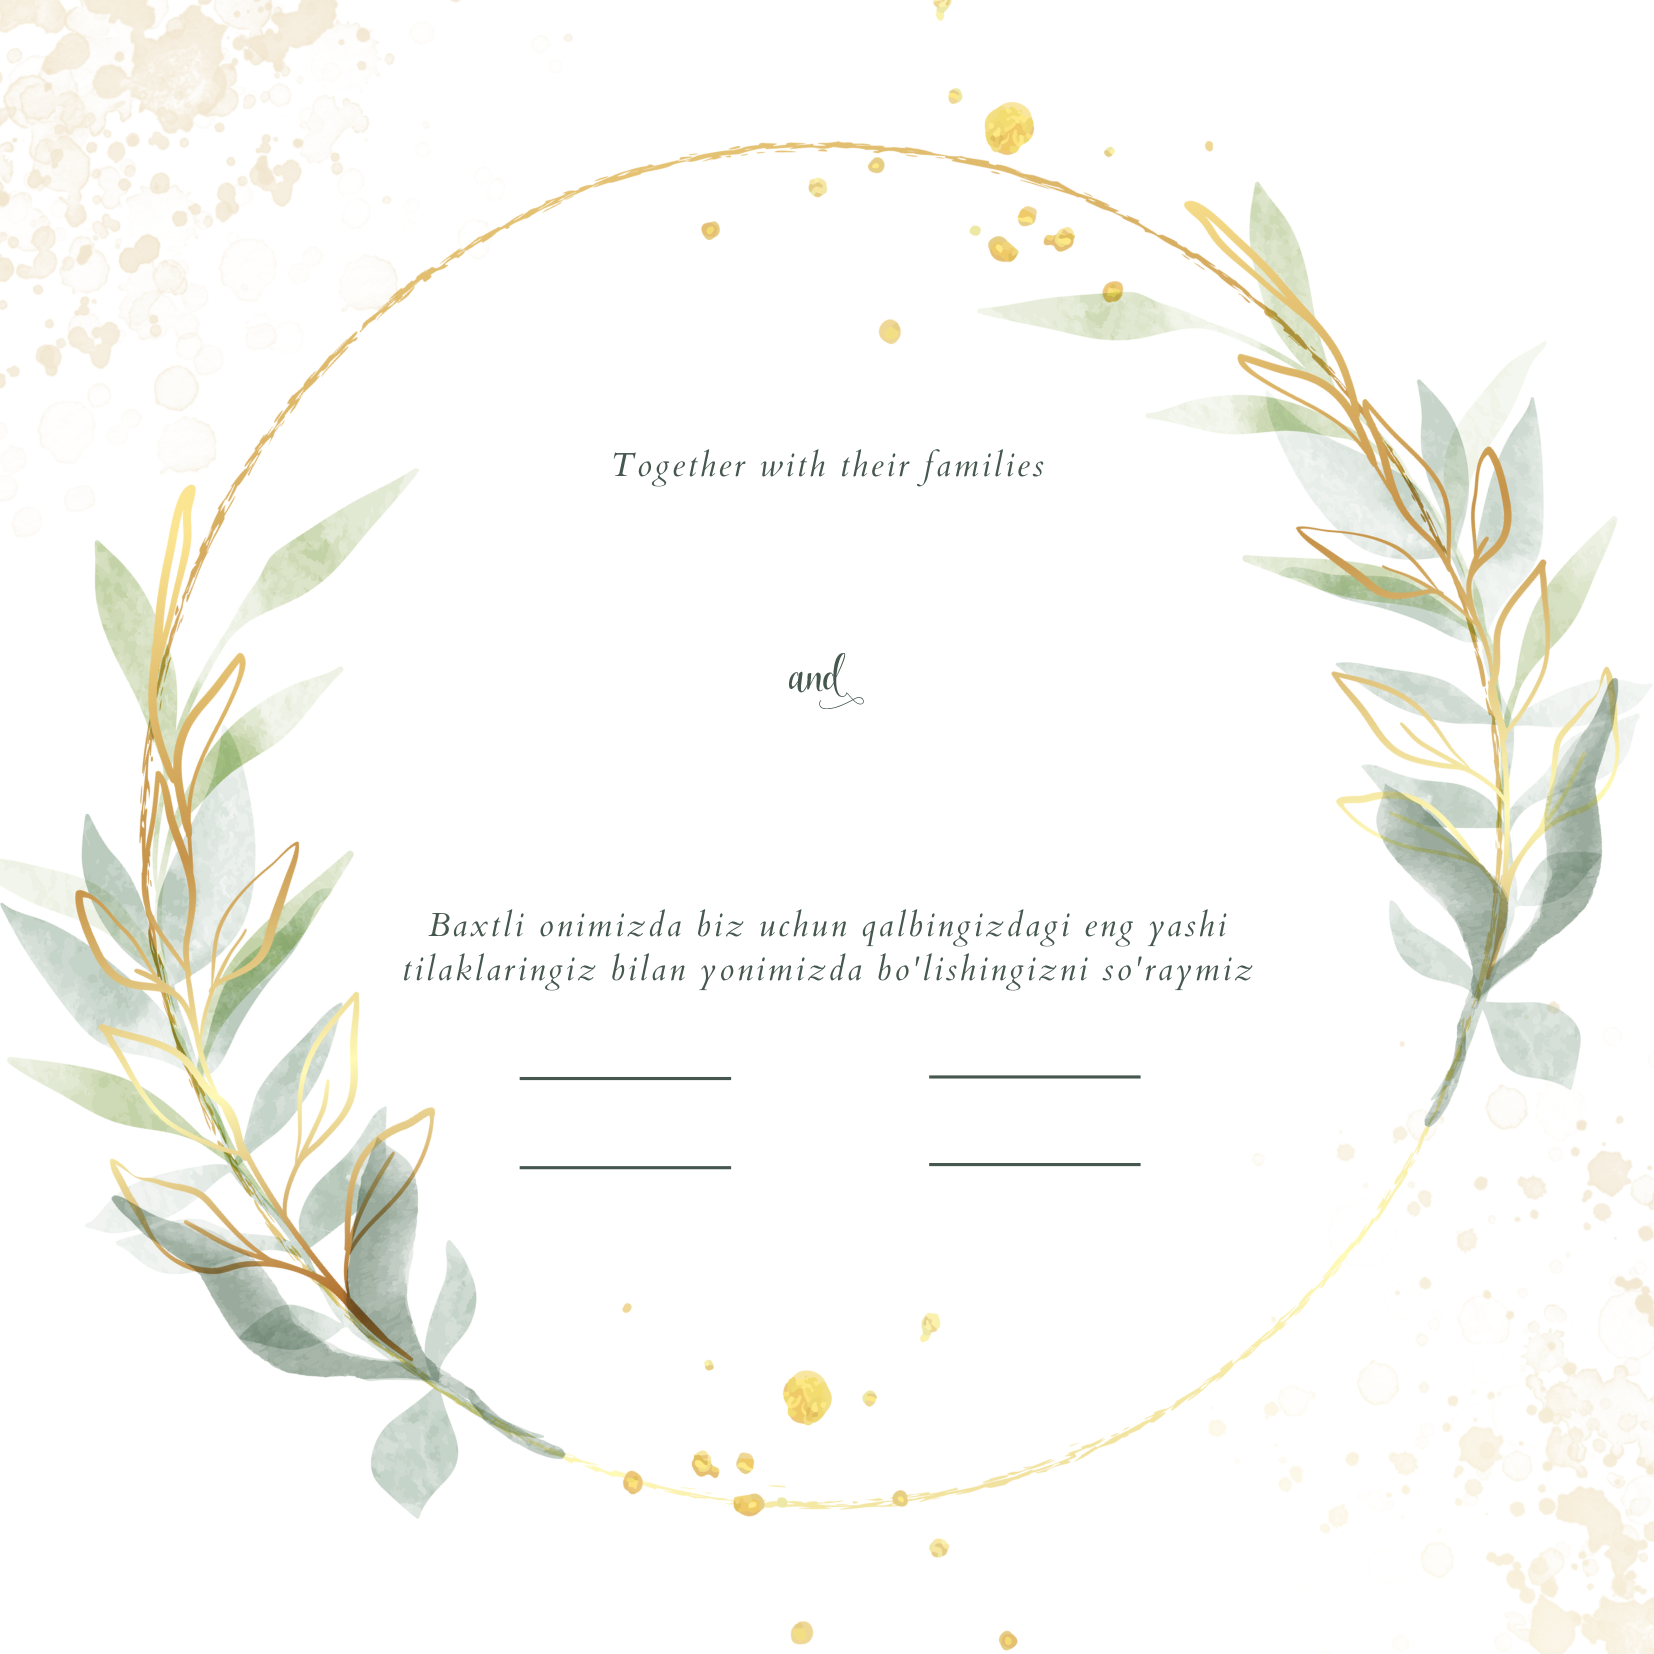 Together with their families
and
Baxtli onimizda biz uchun qalbingizdagi eng yashi
tilaklaringiz bilan yonimizda bo'lishingizni so'raymiz